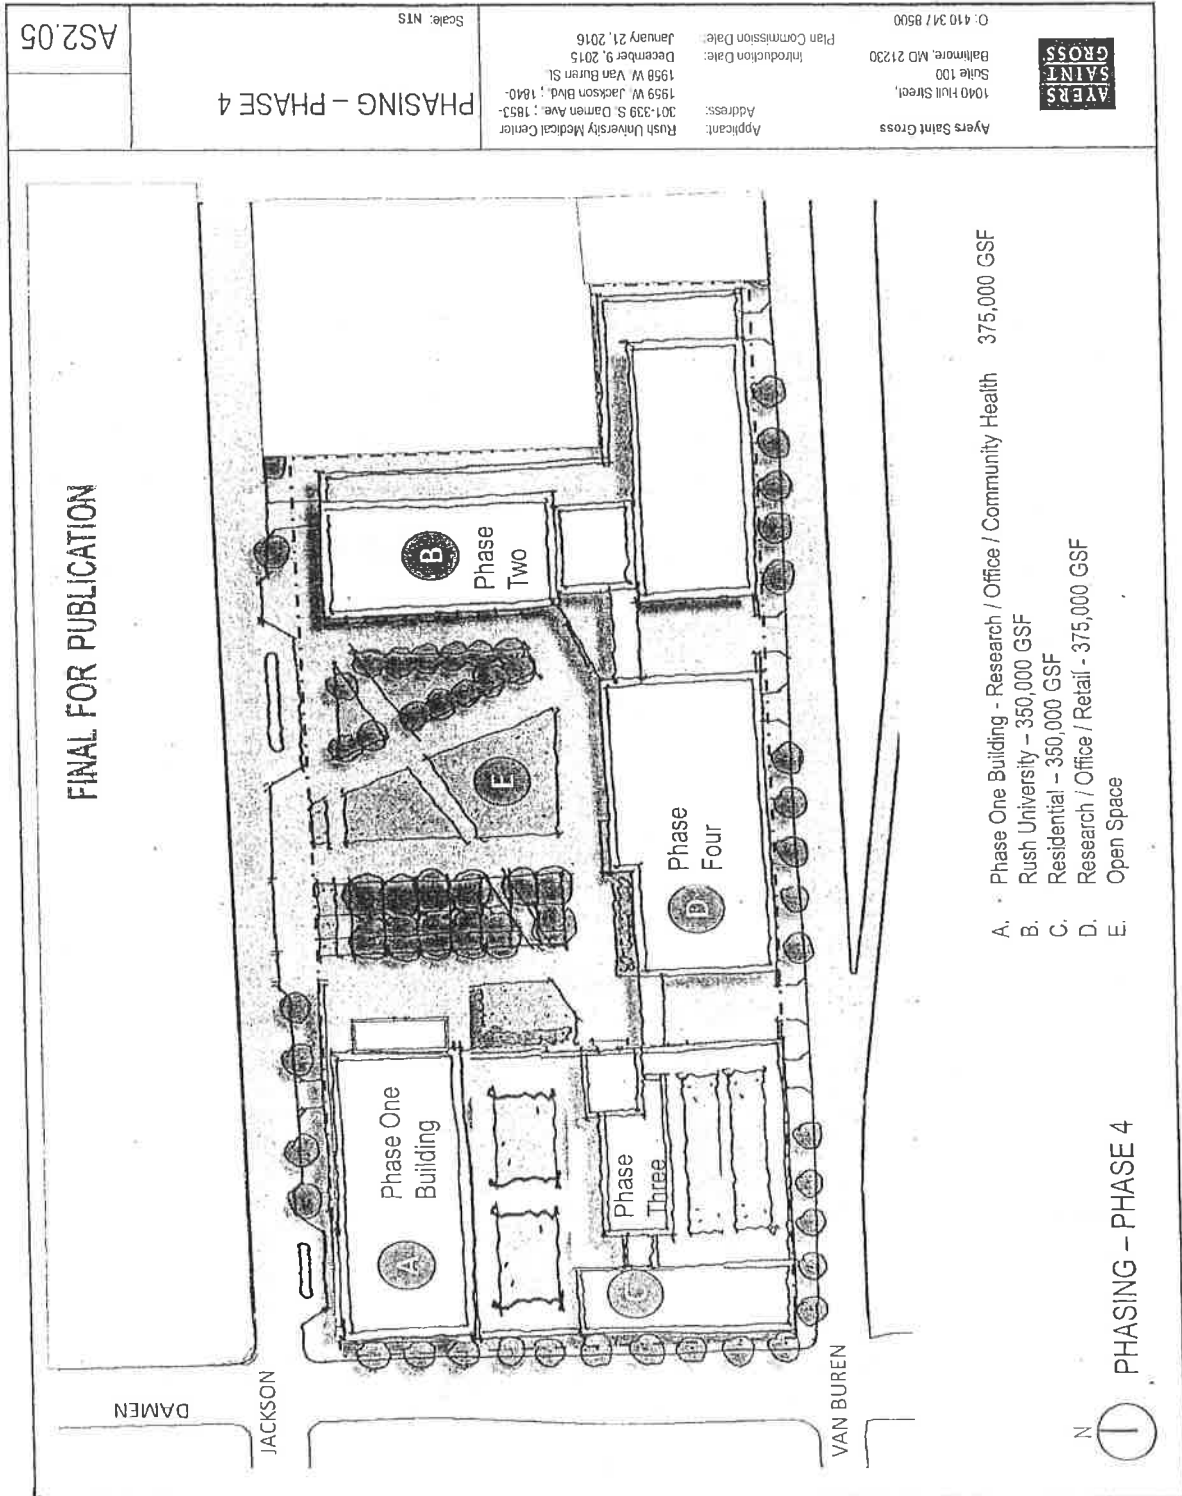 FINAL FOR PUBLICATION
DAMEN
JACKSON
VAN BUREN
A
Phase One
Building
B
Phase
Two
C
Phase
Three
D
Phase
Four
E
A. Phase One Building - Research / Office / Community Health 375,000 GSF
B. Rush University – 350,000 GSF
C. Residential – 350,000 GSF
D. Research / Office / Retail - 375,000 GSF
E. Open Space
N
PHASING – PHASE 4
AYERS
SAINT
GROSS
Ayers Saint Gross
1040 Hull Street,
Suite 100
Baltimore, MD 21230
O: 410 347 8500
Applicant: Rush University Medical Center
Address: 301-339 S. Damen Ave.; 1853-
1959 W. Jackson Blvd.; 1840-
1958 W. Van Buren St.
Introduction Date: December 9, 2015
Plan Commission Date: January 21, 2016
PHASING – PHASE 4
Scale: NTS
AS2.05